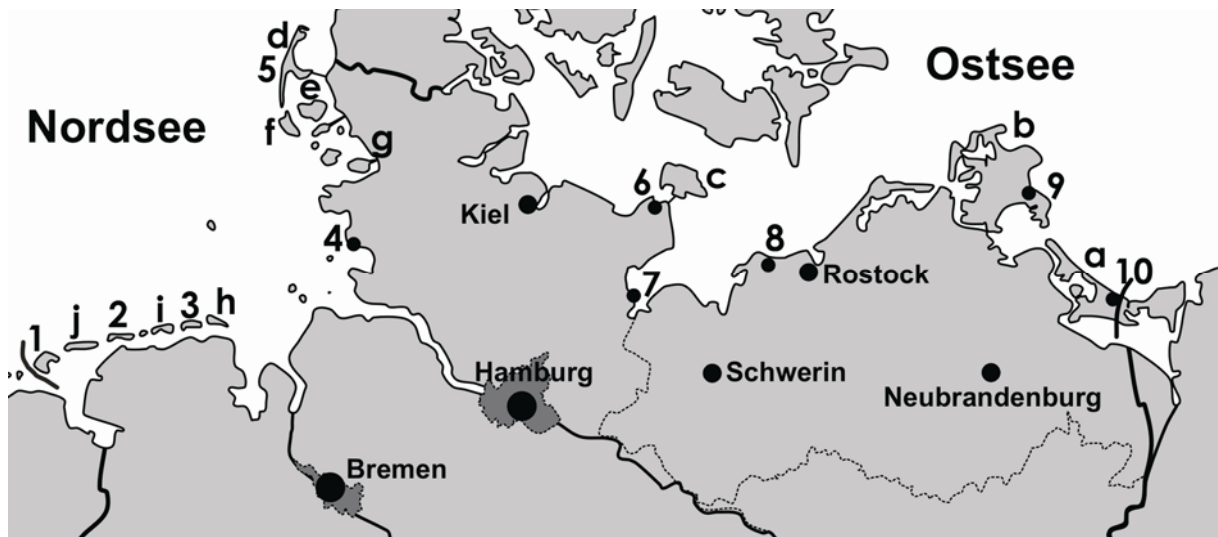 d
Ostsee
5
e
b
Nordsee
f
g
6
c
9
Kiel
4
8
a
10
7
Rostock
h
3
i
2
j
1
Hamburg
Schwerin
Neubrandenburg
Bremen